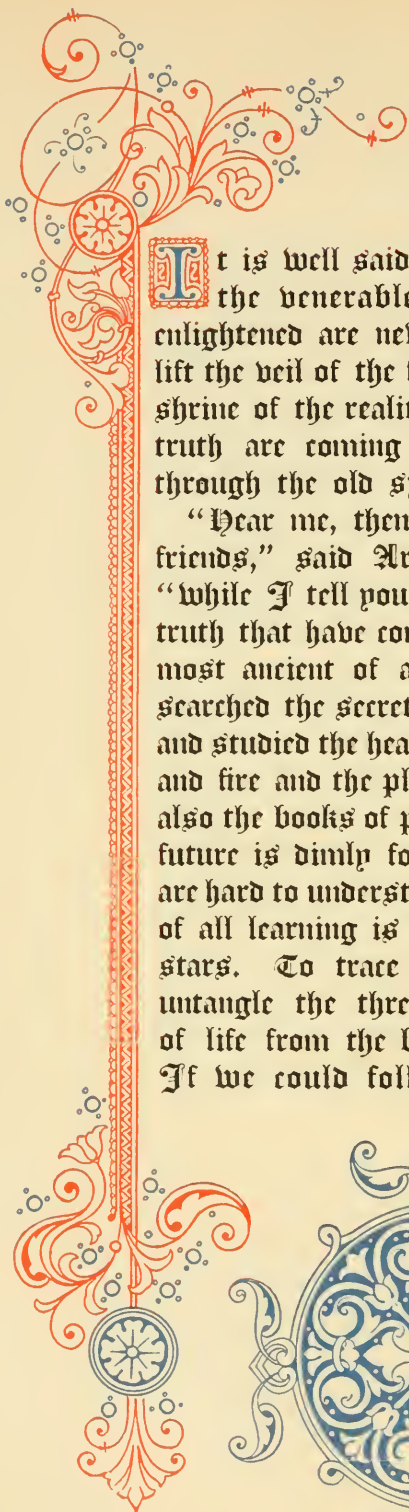 It is well said
the venerable
enlightened are nev
lift the veil of the
shrine of the realit
truth are coming
through the old s
"Hear me, then
friends," said Ar
"while I tell you
truth that have co
most ancient of a
searched the secret
and studied the hea
and fire and the pl
also the books of p
future is dimly fo
are hard to underst
of all learning is
stars. To trace
untangle the thre
of life from the
If we could foll